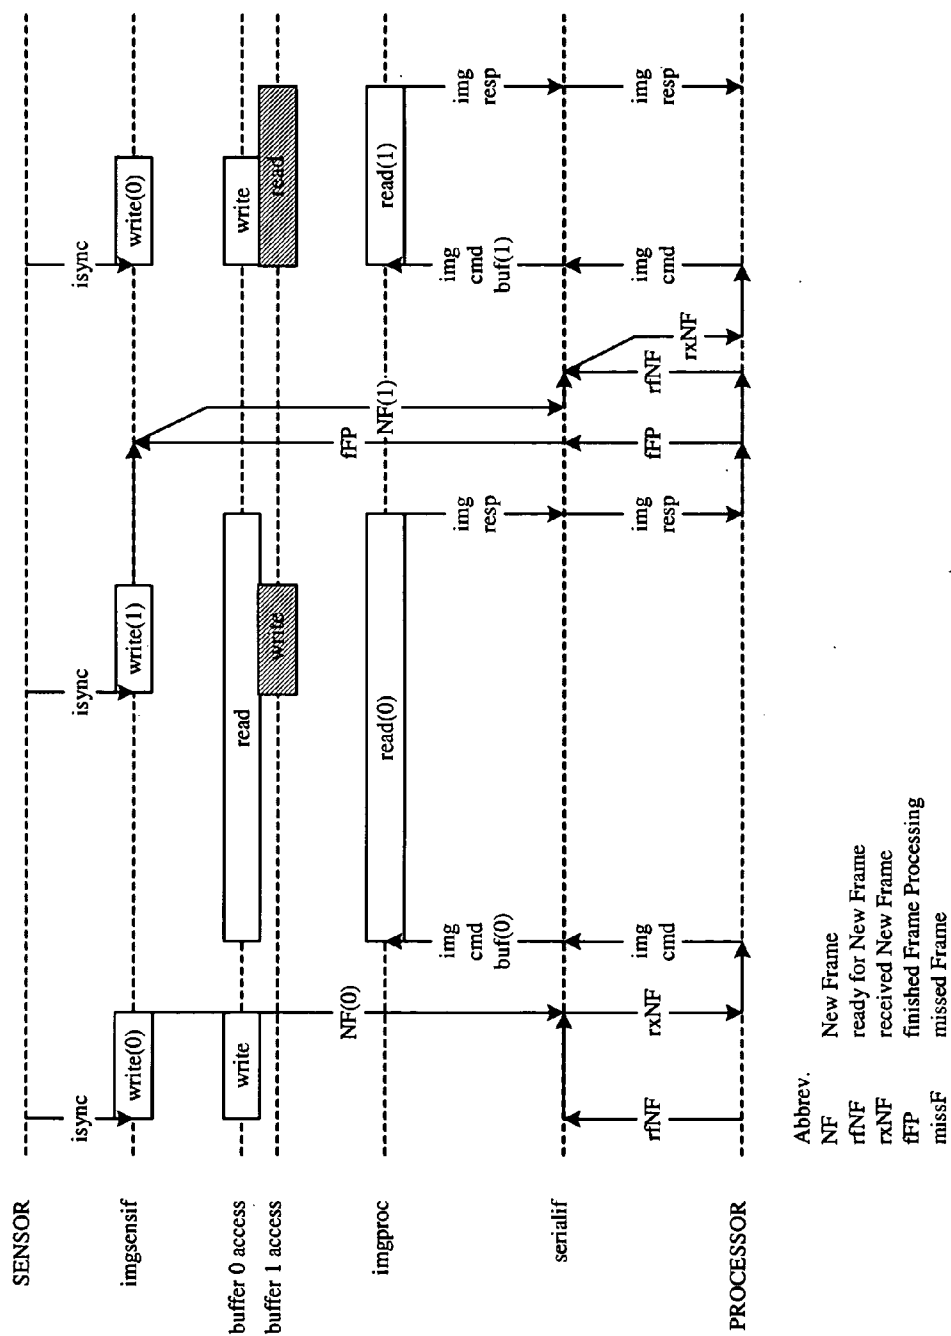 SENSOR
isync
isync
isync
imgsensif
write(0)
write(1)
write(0)
buffer 0 access
write
read
write
buffer 1 access
write
read
NF(0)
fFP
NF(1)
imgproc
read(0)
read(1)
img
cmd
buf(0)
img
resp
img
cmd
buf(1)
img
resp
serialif
rfNF
rxNF
img
cmd
img
resp
fFP
rfNF
rxNF
img
cmd
img
resp
PROCESSOR
Abbrev.
NF New Frame
rfNF ready for New Frame
rxNF received New Frame
fFP finished Frame Processing
missF missed Frame